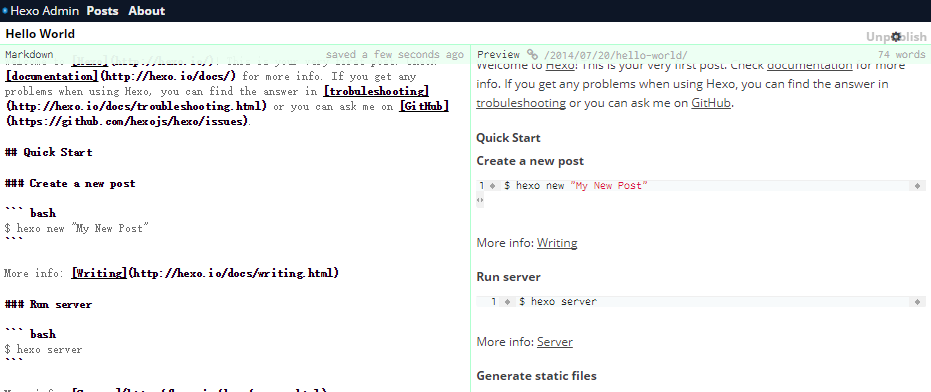 Hexo Admin Posts About
Hello World
Unpublish
Markdown saved a few seconds ago
[documentation](http://hexo.io/docs/) for more info. If you get any
problems when using Hexo, you can find the answer in [trobuleshooting]
(http://hexo.io/docs/troubleshooting.html) or you can ask me on [GitHub]
(https://github.com/hexojs/hexo/issues).
## Quick Start
### Create a new post
``` bash
$ hexo new "My New Post"
```
More info: [Writing](http://hexo.io/docs/writing.html)
### Run server
``` bash
$ hexo server
```
Preview /2014/07/20/hello-world/ 74 words
Welcome to Hexo! This is your very first post. Check documentation for more
info. If you get any problems when using Hexo, you can find the answer in
trobuleshooting or you can ask me on GitHub.
Quick Start
Create a new post
1 $ hexo new "My New Post"
More info: Writing
Run server
1 $ hexo server
More info: Server
Generate static files